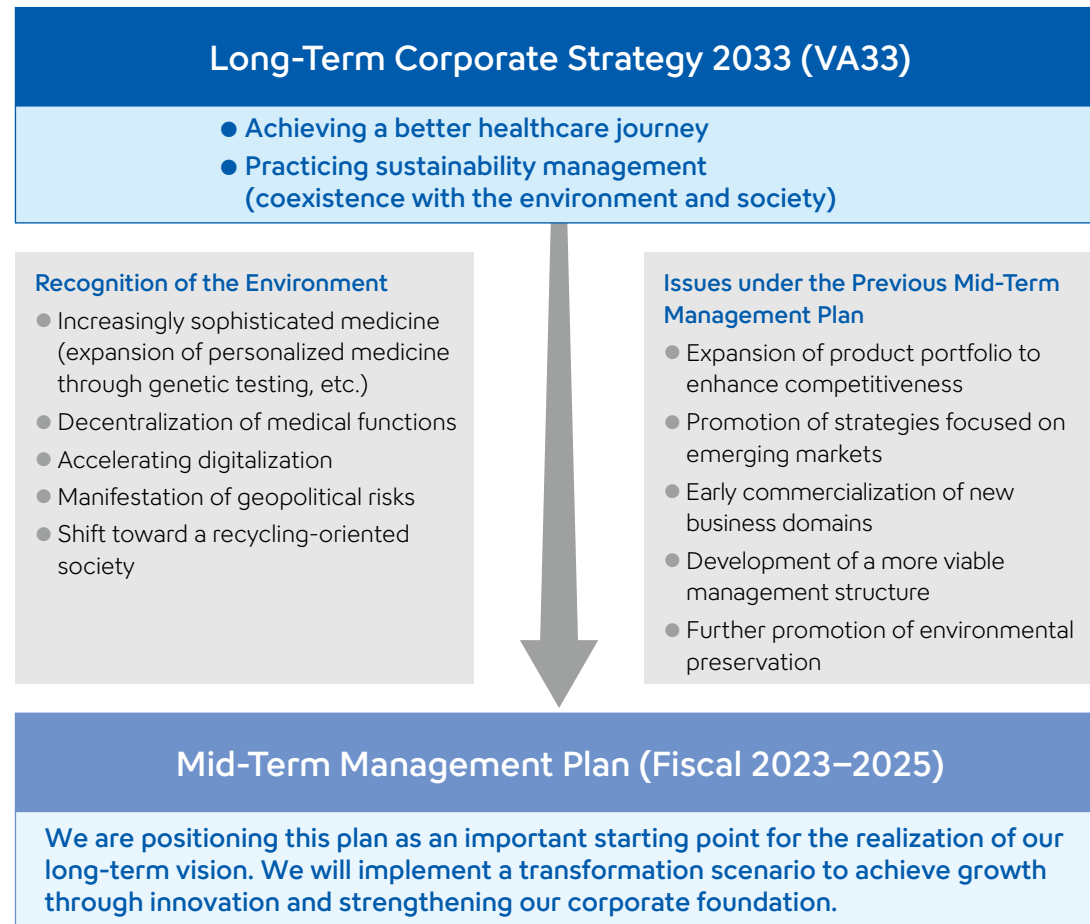 Long-Term Corporate Strategy 2033 (VA33)
● Achieving a better healthcare journey
● Practicing sustainability management
(coexistence with the environment and society)
Recognition of the Environment
● Increasingly sophisticated medicine
(expansion of personalized medicine
through genetic testing, etc.)
● Decentralization of medical functions
● Accelerating digitalization
● Manifestation of geopolitical risks
● Shift toward a recycling-oriented
society
Issues under the Previous Mid-Term
Management Plan
● Expansion of product portfolio to
enhance competitiveness
● Promotion of strategies focused on
emerging markets
● Early commercialization of new
business domains
● Development of a more viable
management structure
● Further promotion of environmental
preservation
Mid-Term Management Plan (Fiscal 2023–2025)
We are positioning this plan as an important starting point for the realization of our
long-term vision. We will implement a transformation scenario to achieve growth
through innovation and strengthening our corporate foundation.